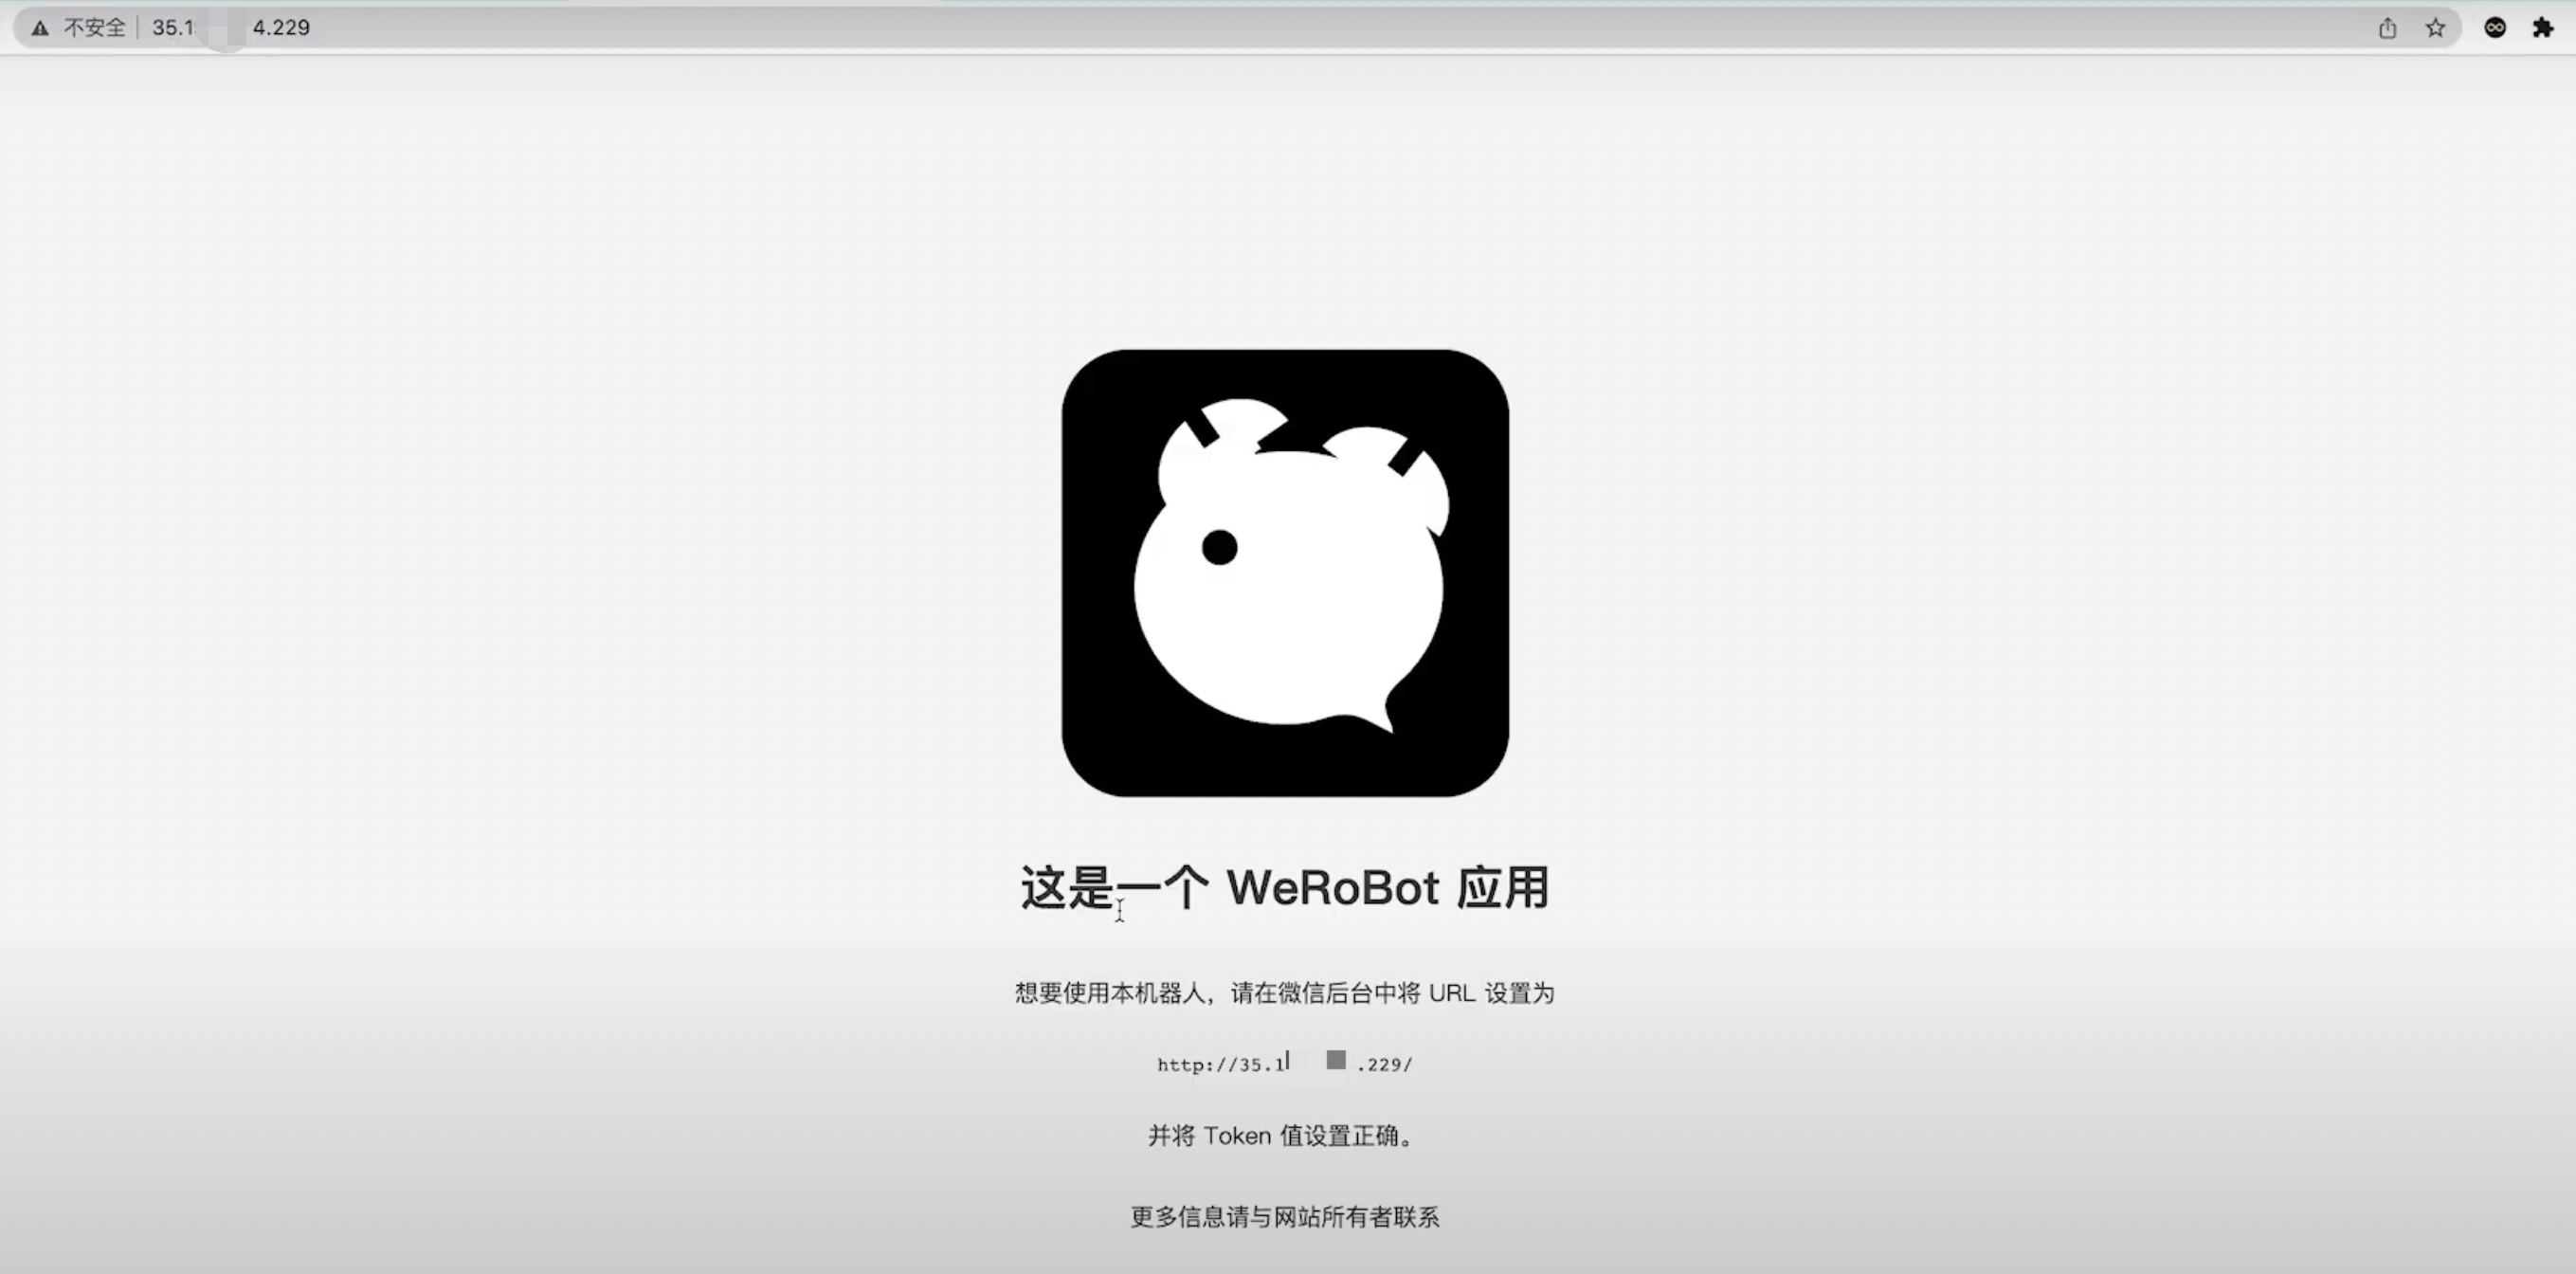 不安全 35.1 4.229
这是一个 WeRoBot 应用
想要使用本机器人，请在微信后台中将 URL 设置为
http://35.1 .229/
并将 Token 值设置正确。
更多信息请与网站所有者联系